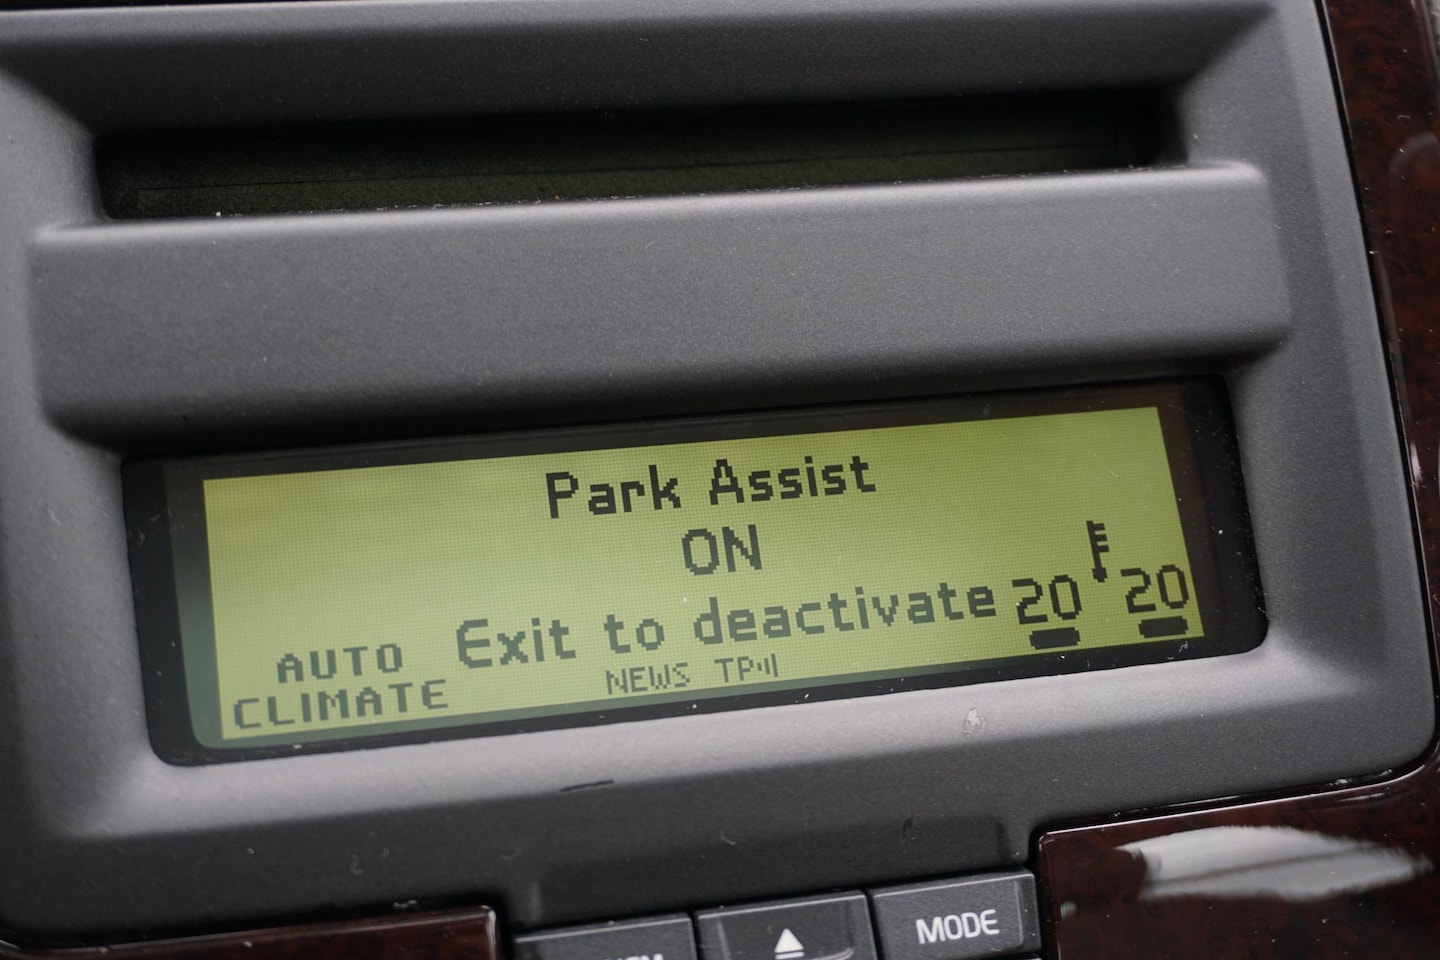 Park Assist
ON
Exit to deactivate 20 20
AUTO
CLIMATE
NEWS TP
MODE